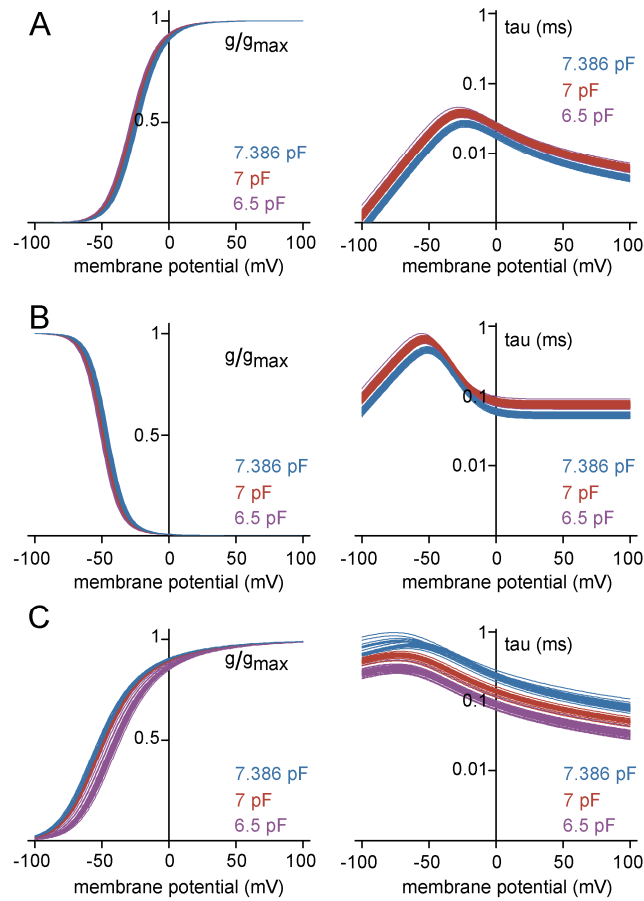 A
1
g/gmax
0.5
7.386 pF
7 pF
6.5 pF
-100 -50 0 50 100
membrane potential (mV)
1
tau (ms)
7.386 pF
0.1
7 pF
6.5 pF
0.01
-100 -50 0 50 100
membrane potential (mV)
B
1
g/gmax
0.5
7.386 pF
7 pF
6.5 pF
-100 -50 0 50 100
membrane potential (mV)
1
tau (ms)
0.1
0.01
7.386 pF
7 pF
6.5 pF
-100 -50 0 50 100
membrane potential (mV)
C
1
g/gmax
0.5
7.386 pF
7 pF
6.5 pF
-100 -50 0 50 100
membrane potential (mV)
1
tau (ms)
0.1
0.01
7.386 pF
7 pF
6.5 pF
-100 -50 0 50 100
membrane potential (mV)